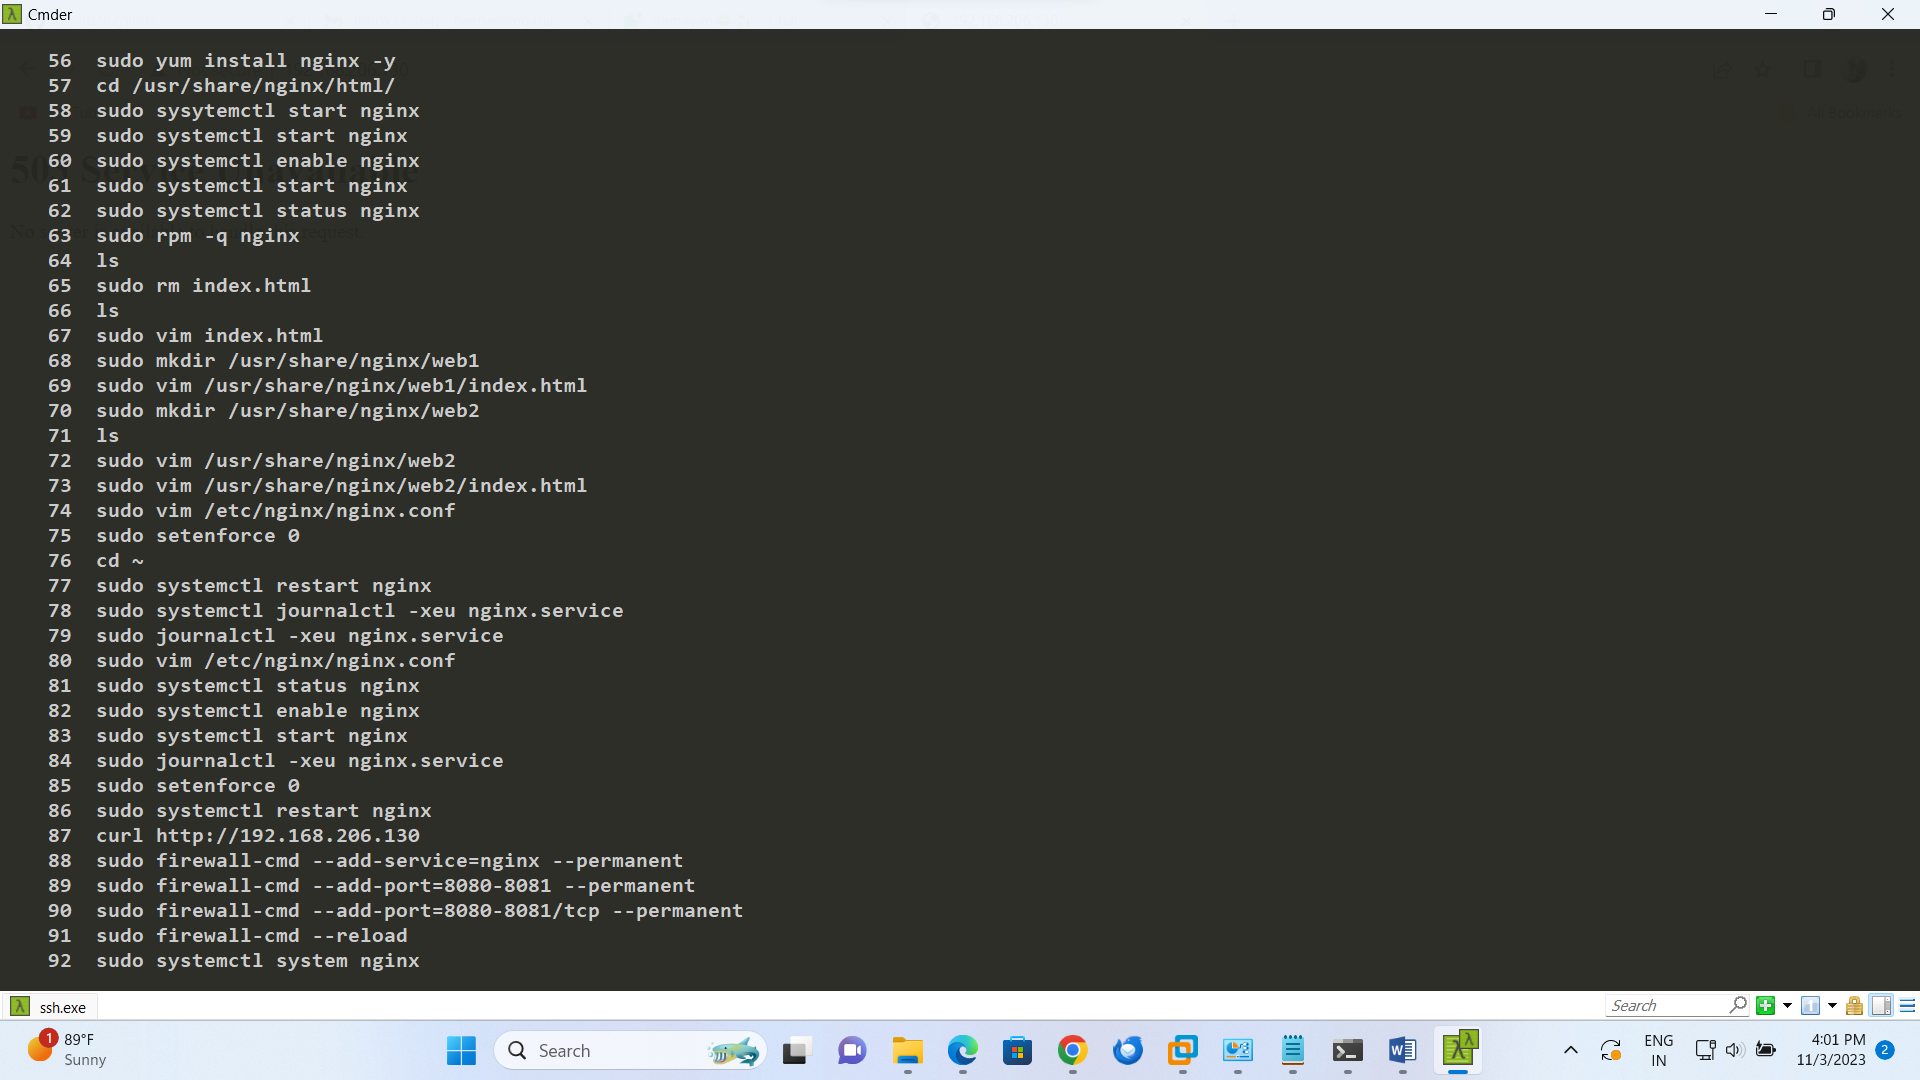 Cmder
56 sudo yum install nginx -y
57 cd /usr/share/nginx/html/
58 sudo sysytemctl start nginx
59 sudo systemctl start nginx
60 sudo systemctl enable nginx
61 sudo systemctl start nginx
62 sudo systemctl status nginx
63 sudo rpm -q nginx
64 ls
65 sudo rm index.html
66 ls
67 sudo vim index.html
68 sudo mkdir /usr/share/nginx/web1
69 sudo vim /usr/share/nginx/web1/index.html
70 sudo mkdir /usr/share/nginx/web2
71 ls
72 sudo vim /usr/share/nginx/web2
73 sudo vim /usr/share/nginx/web2/index.html
74 sudo vim /etc/nginx/nginx.conf
75 sudo setenforce 0
76 cd ~
77 sudo systemctl restart nginx
78 sudo systemctl journalctl -xeu nginx.service
79 sudo journalctl -xeu nginx.service
80 sudo vim /etc/nginx/nginx.conf
81 sudo systemctl status nginx
82 sudo systemctl enable nginx
83 sudo systemctl start nginx
84 sudo journalctl -xeu nginx.service
85 sudo setenforce 0
86 sudo systemctl restart nginx
87 curl http://192.168.206.130
88 sudo firewall-cmd --add-service=nginx --permanent
89 sudo firewall-cmd --add-port=8080-8081 --permanent
90 sudo firewall-cmd --add-port=8080-8081/tcp --permanent
91 sudo firewall-cmd --reload
92 sudo systemctl system nginx
ssh.exe
Search
1
89°F
Sunny
Search
ENG
IN
4:01 PM
11/3/2023
2